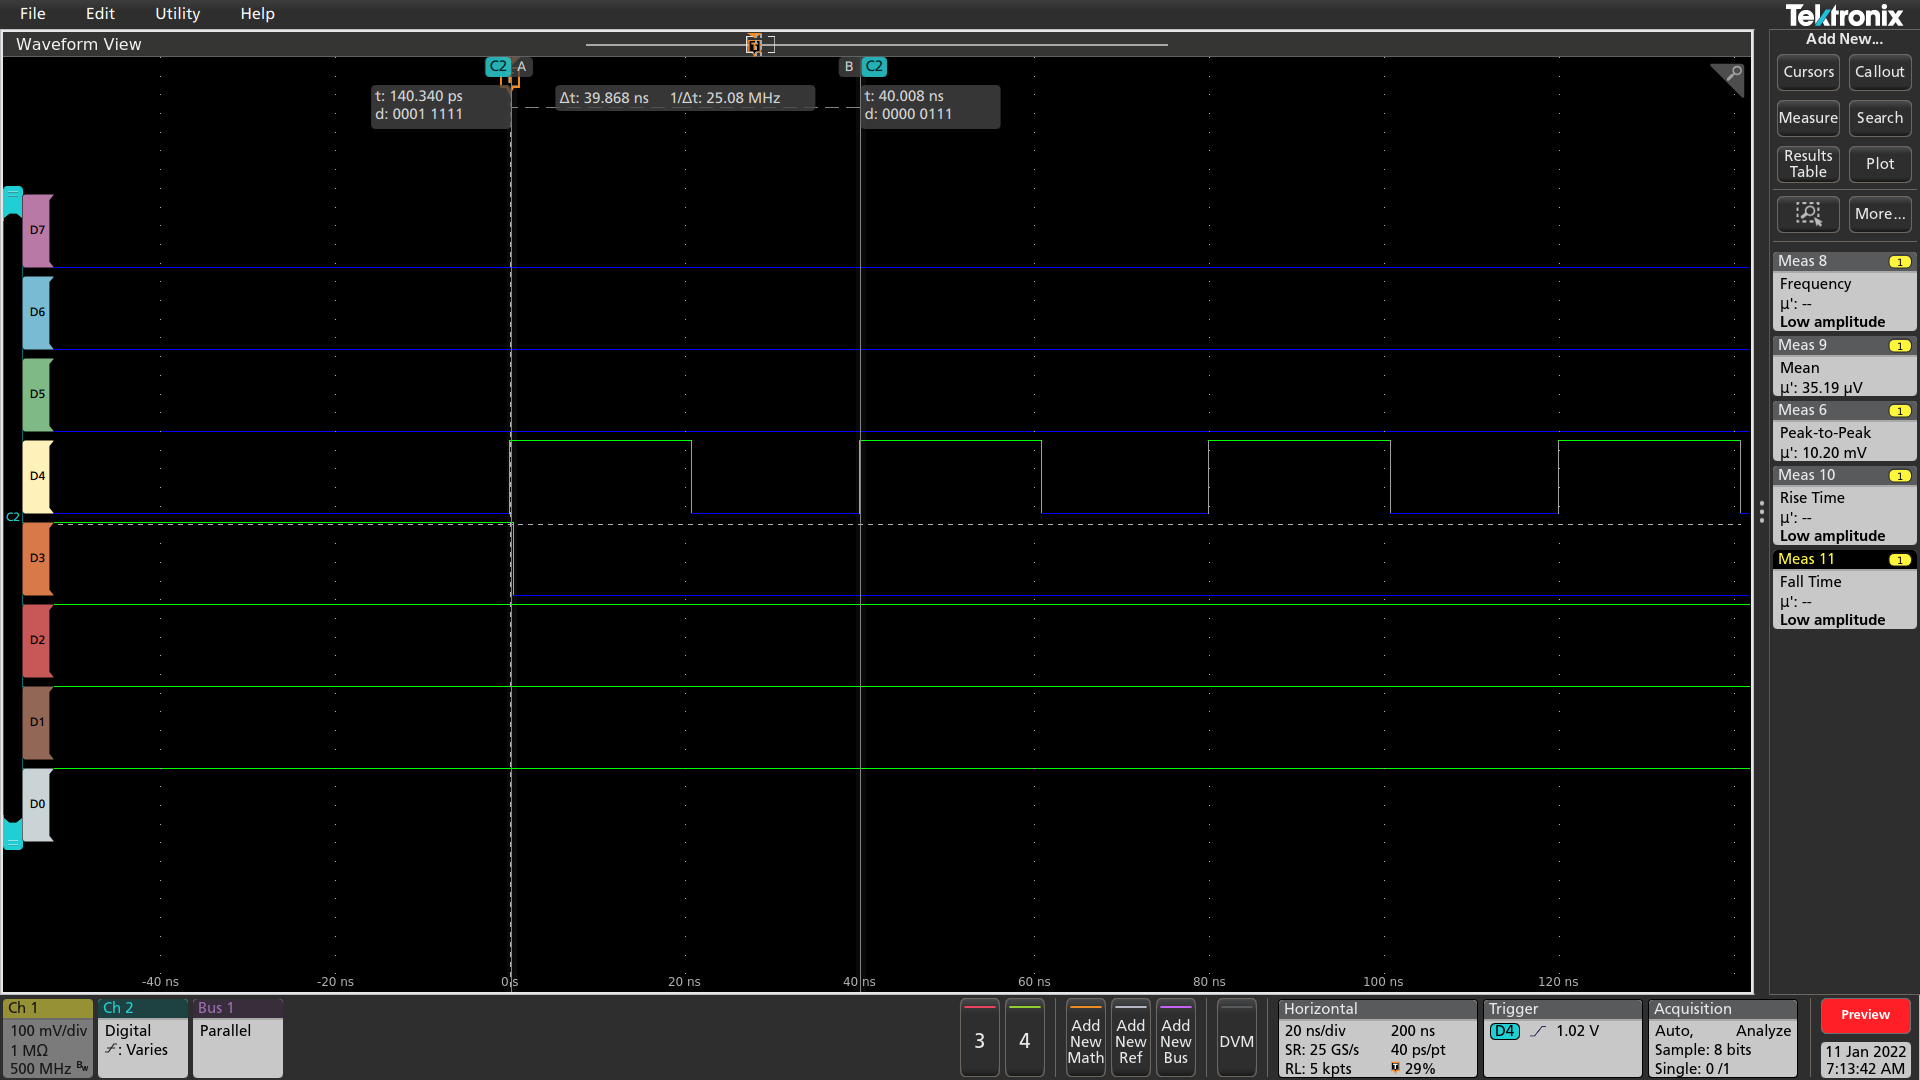 File Edit Utility Help
Tektronix
Waveform View
Add New...
C2 A
B C2
Cursors Callout
t: 140.340 ps
d: 0001 1111
Δt: 39.868 ns 1/Δt: 25.08 MHz
t: 40.008 ns
d: 0000 0111
Measure Search
Results
Table
Plot
More...
D7
D6
D5
D4
C2
D3
D2
D1
D0
Meas 8 1
Frequency
μ': --
Low amplitude
Meas 9 1
Mean
μ': 35.19 μV
Meas 6 1
Peak-to-Peak
μ': 10.20 mV
Meas 10 1
Rise Time
μ': --
Low amplitude
Meas 11 1
Fall Time
μ': --
Low amplitude
-40 ns -20 ns 0 s 20 ns 40 ns 60 ns 80 ns 100 ns 120 ns
Ch 1
100 mV/div
1 MΩ
500 MHz Bw
Ch 2
Digital
: Varies
Bus 1
Parallel
3 4
Add
New
Math
Add
New
Ref
Add
New
Bus
DVM
Horizontal
20 ns/div 200 ns
SR: 25 GS/s 40 ps/pt
RL: 5 kpts T 29%
Trigger
D4 1.02 V
Acquisition
Auto, Analyze
Sample: 8 bits
Single: 0 /1
Preview
11 Jan 2022
7:13:42 AM